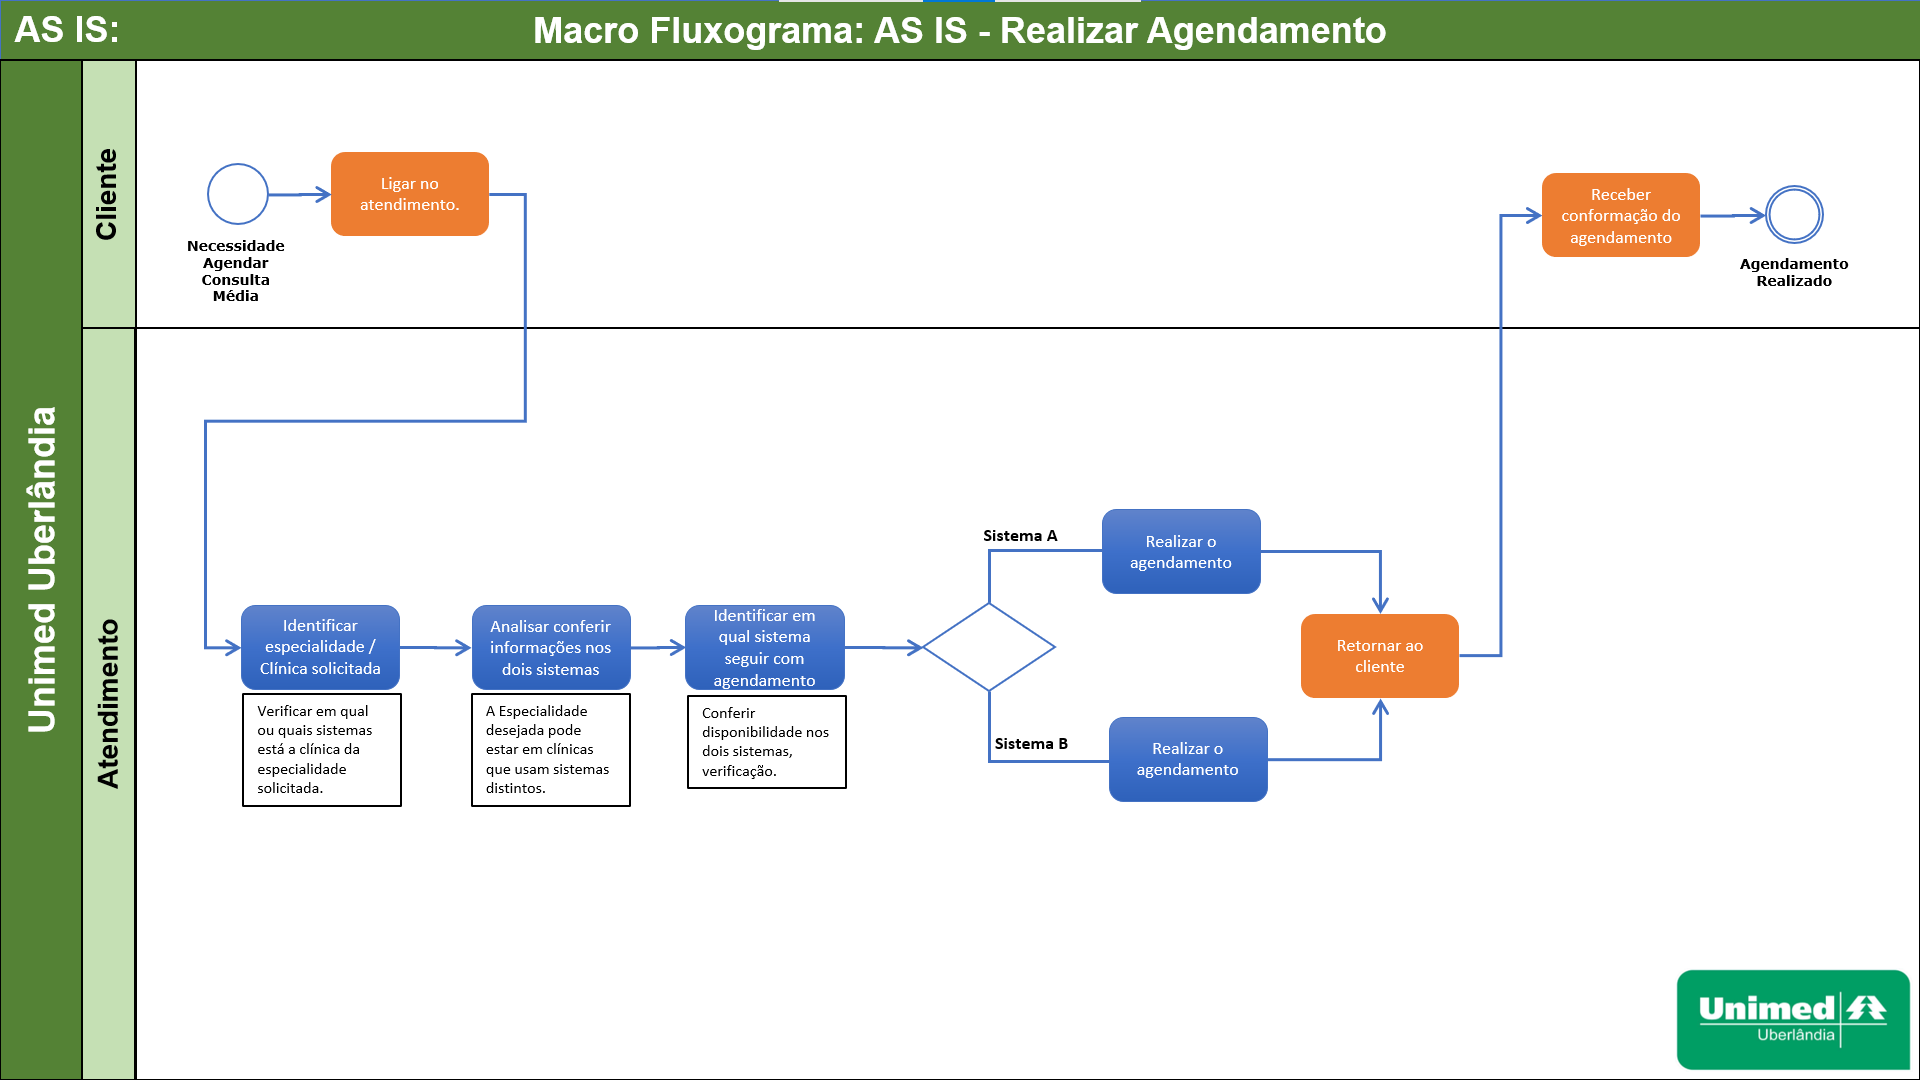 AS IS:
Macro Fluxograma: AS IS - Realizar Agendamento
Unimed Uberlândia
Cliente
Necessidade
Agendar
Consulta
Média
Ligar no
atendimento.
Receber
conformação do
agendamento
Agendamento
Realizado
Atendimento
Identificar
especialidade /
Clínica solicitada
Verificar em qual
ou quais sistemas
está a clínica da
especialidade
solicitada.
Analisar conferir
informações nos
dois sistemas
A Especialidade
desejada pode
estar em clínicas
que usam sistemas
distintos.
Identificar em
qual sistema
seguir com
agendamento
Conferir
disponibilidade nos
dois sistemas,
verificação.
Sistema A
Realizar o
agendamento
Sistema B
Realizar o
agendamento
Retornar ao
cliente
Unimed
Uberlândia